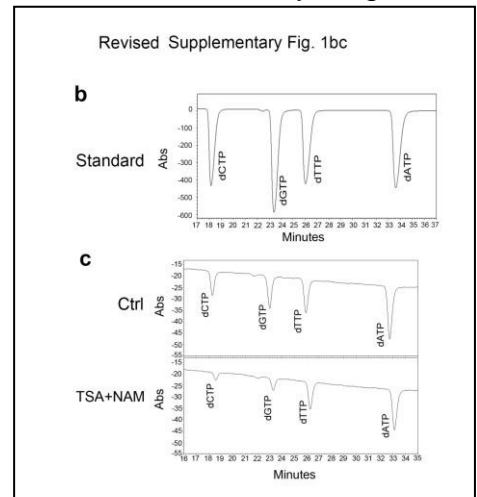 Revised Supplementary Fig. 1bc
b
Standard
Abs
0
-100
-200
-300
-400
-500
-600
dCTP
dGTP
dTTP
dATP
17 18 19 20 21 22 23 24 25 26 27 28 29 30 31 32 33 34 35 36 37
Minutes
c
Ctrl
Abs
-15
-20
-25
-30
-35
-40
-45
-50
-55
dCTP
dGTP
dTTP
dATP
TSA+NAM
Abs
-15
-20
-25
-30
-35
-40
-45
-50
-55
dCTP
dGTP
dTTP
dATP
16 17 18 19 20 21 22 23 24 25 26 27 28 29 30 31 32 33 34 35
Minutes